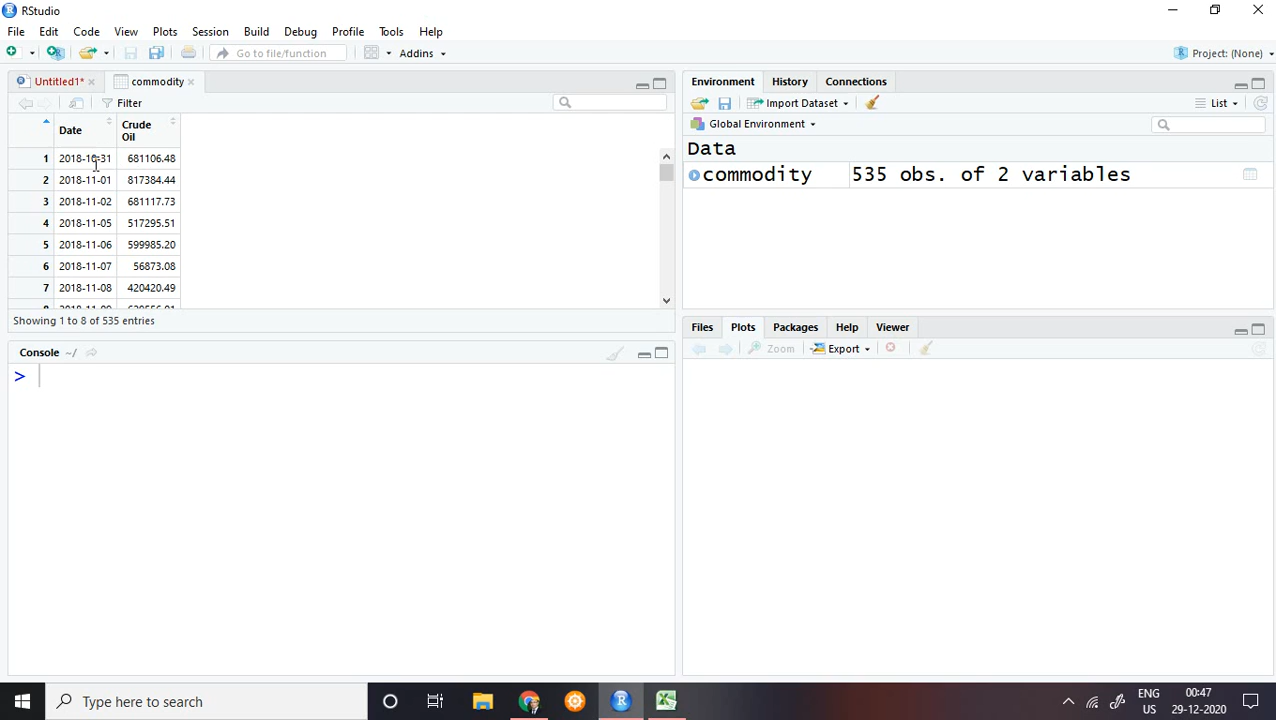 RStudio
File Edit Code View Plots Session Build Debug Profile Tools Help
Go to file/function Addins Project: (None)
Untitled1* commodity
Filter
Date Crude Oil
1 2018-10-31 681106.48
2 2018-11-01 817384.44
3 2018-11-02 681117.73
4 2018-11-05 517295.51
5 2018-11-06 599985.20
6 2018-11-07 56873.08
7 2018-11-08 420420.49
Showing 1 to 8 of 535 entries
Console ~/
>
Environment History Connections
Import Dataset List
Global Environment
Data
commodity 535 obs. of 2 variables
Files Plots Packages Help Viewer
Zoom Export
Type here to search
ENG 00:47
US 29-12-2020